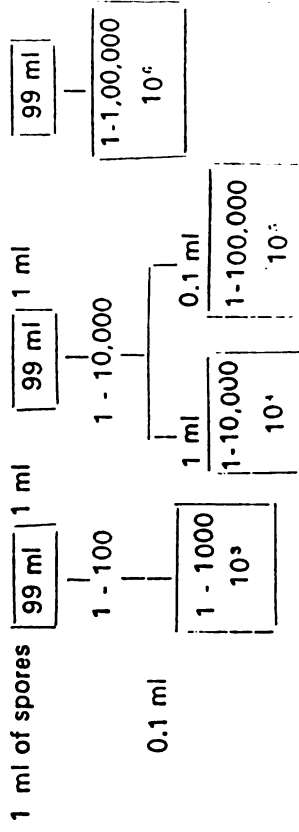 1 ml of spores 1 ml 1 ml
99 ml 99 ml 99 ml
1 - 100 1 - 10,000 1-1,00,000
0.1 ml 1 ml 0.1 ml
1 - 1000 1-10,000 1-100,000
10³ 10⁴